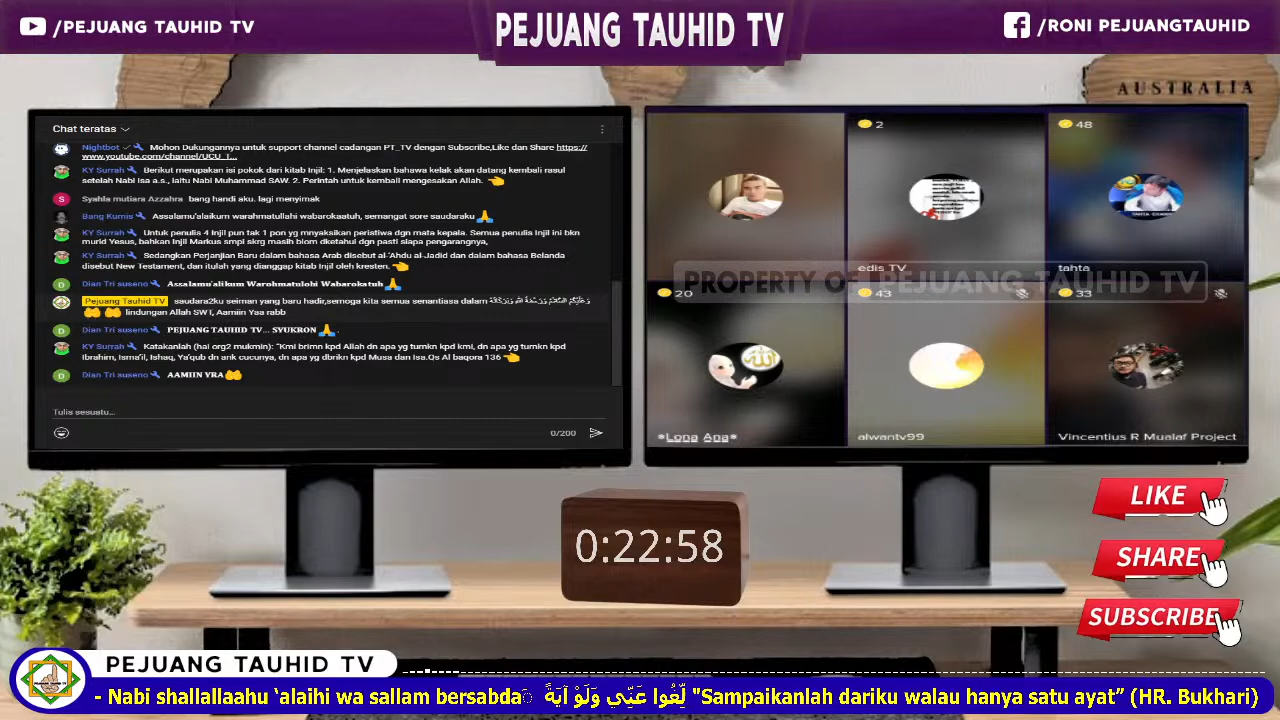 /PEJUANG TAUHID TV
PEJUANG TAUHID TV
/RONI PEJUANGTAUHID
AUSTRALIA
Chat teratas
Nightbot Mohon Dukungannya untuk support channel cadangan PT_TV dengan Subscribe,Like dan Share https://
www.youtube.com/channel/UCU_T...
KY Surrah Berikut merupakan isi pokok dari kitab Injil: 1. Menjelaskan bahawa kelak akan datang kembali rasul
setelah Nabi Isa a.s., iaitu Nabi Muhammad SAW. 2. Perintah untuk kembali mengesakan Allah. 👈
S Syahla mutiara Azzahra bang handi aku. lagi menyimak
Bang Kumis Assalamu'alaikum warahmatullahi wabarokaatuh, semangat sore saudaraku 🙏
KY Surrah Untuk penulis 4 Injil pun tak 1 pon yg mnyaksikan peristiwa dgn mata kepala. Semua penulis Injil ini bkn
murid Yesus, bahkan Injil Markus smpi skrg masih blom dketahui dgn pasti siapa pengarangnya,
KY Surrah Sedangkan Perjanjian Baru dalam bahasa Arab disebut al-'Ahdu al-Jadid dan dalam bahasa Belanda
disebut New Testament, dan itulah yang dianggap kitab Injil oleh kresten. 👈
D Dian Tri suseno Assalamu'alikum Warohmatulohi Wabarokatuh 🙏
Pejuang Tauhid TV saudara2ku seiman yang baru hadir,semoga kita semua senantiasa dalam
🤲 🤲 lindungan Allah SWT, Aamiin Yaa rabb
D Dian Tri suseno PEJUANG TAUHID TV... SYUKRON 🙏 .
KY Surrah Katakanlah (hai org2 mukmin): "Kmi brimn kpd Allah dn apa yg turnkn kpd kmi, dn apa yg tumkn kpd
Ibrahim, Isma'il, Ishaq, Ya'qub dn ank cucunya, dn apa yg dbrikn kpd Musa dan Isa.Qs Al baqora 136 👈
D Dian Tri suseno AAMIIN YRA 🤲
Tulis sesuatu...
0/200
2
48
edis TV
tahta
PROPERTY OF PEJUANG TAUHID TV
20
43
33
*Lona Ana*
alwantv99
Vincentius R Mualaf Project
0:22:58
LIKE
SHARE
SUBSCRIBE
PEJUANG TAUHID TV
- Nabi shallallaahu 'alaihi wa sallam bersabda لِّغُوا عَنِّي وَلَوْ آيَةً "Sampaikanlah dariku walau hanya satu ayat" (HR. Bukhari)